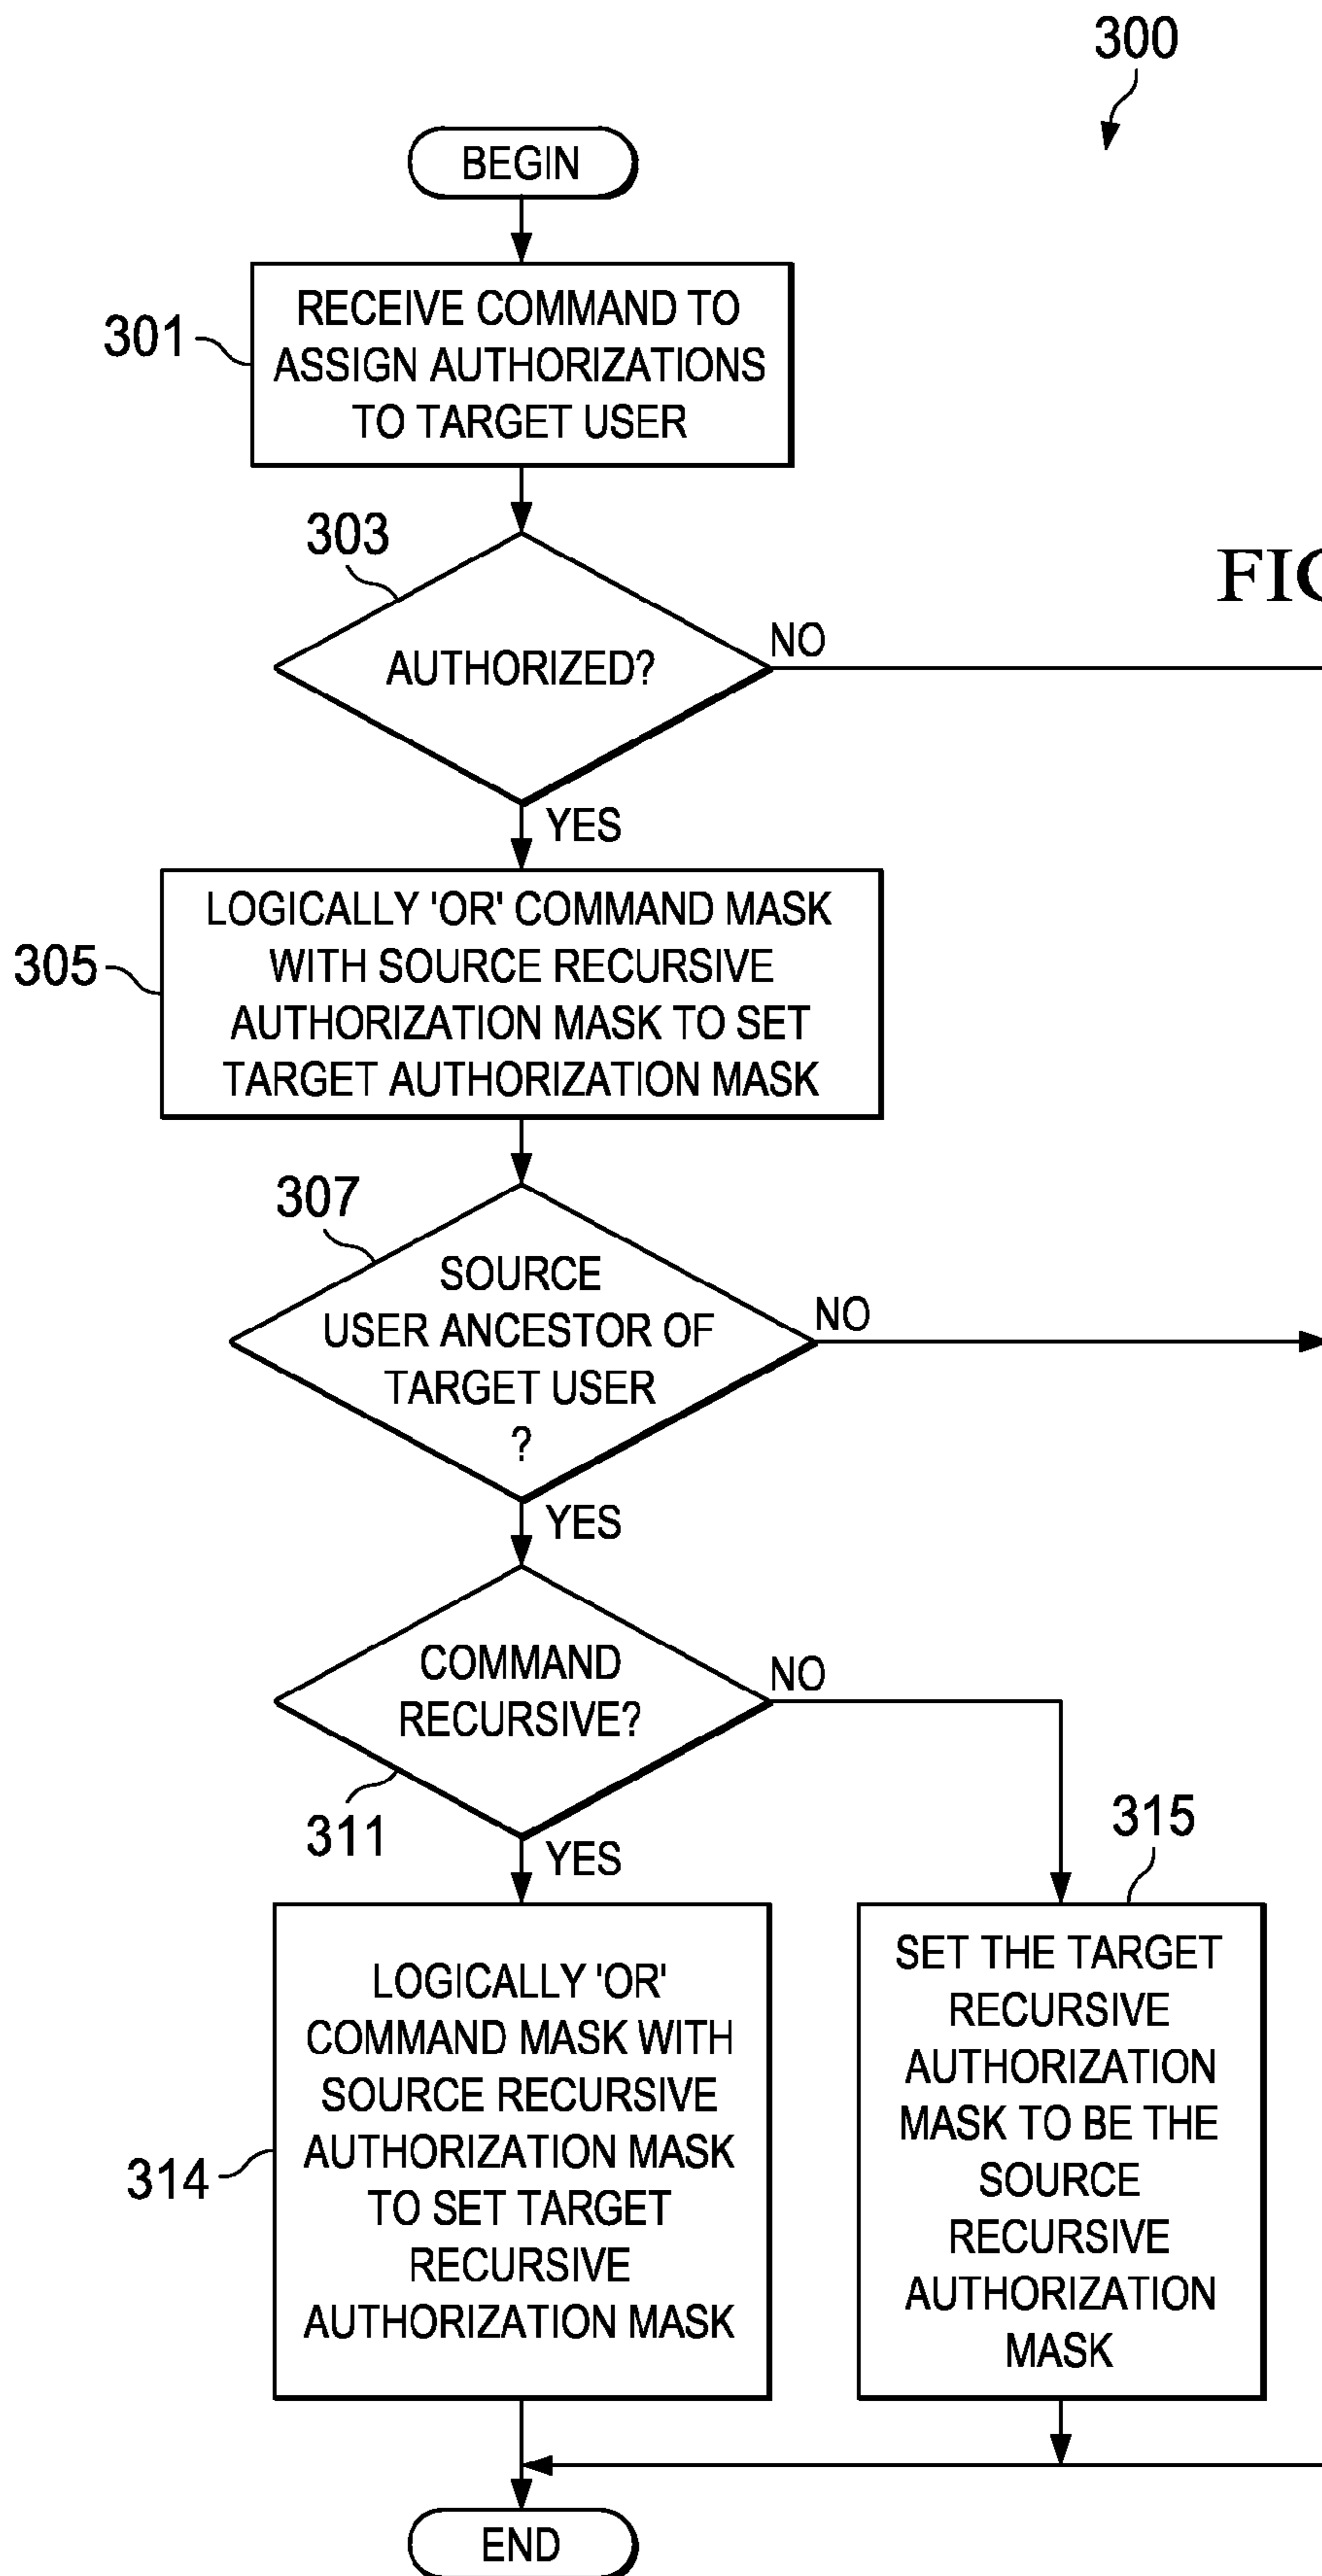 300
BEGIN
301
RECEIVE COMMAND TO
ASSIGN AUTHORIZATIONS
TO TARGET USER
303
AUTHORIZED?
NO
FIG
YES
305
LOGICALLY 'OR' COMMAND MASK
WITH SOURCE RECURSIVE
AUTHORIZATION MASK TO SET
TARGET AUTHORIZATION MASK
307
SOURCE
USER ANCESTOR OF
TARGET USER
?
NO
YES
COMMAND
RECURSIVE?
NO
311
YES
315
314
LOGICALLY 'OR'
COMMAND MASK WITH
SOURCE RECURSIVE
AUTHORIZATION MASK
TO SET TARGET
RECURSIVE
AUTHORIZATION MASK
SET THE TARGET
RECURSIVE
AUTHORIZATION
MASK TO BE THE
SOURCE
RECURSIVE
AUTHORIZATION
MASK
END